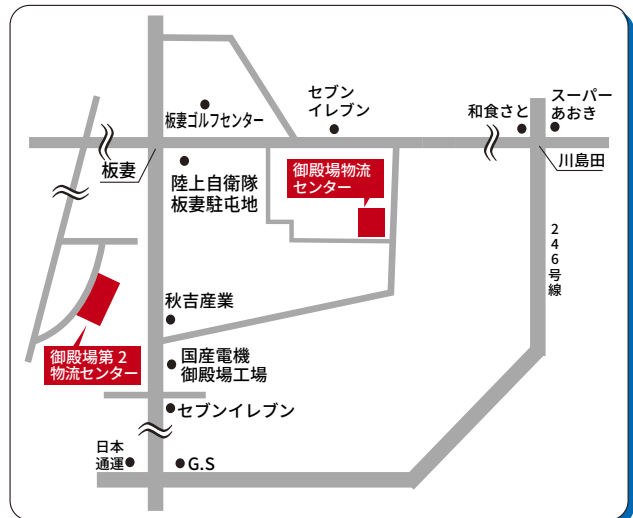 セブン
イレブン
スーパー
あおき
和食さと
板妻ゴルフセンター
板妻
川島田
陸上自衛隊
板妻駐屯地
御殿場物流
センター
246号線
秋吉産業
御殿場第2
物流センター
国産電機
御殿場工場
セブンイレブン
日本
通運
G.S